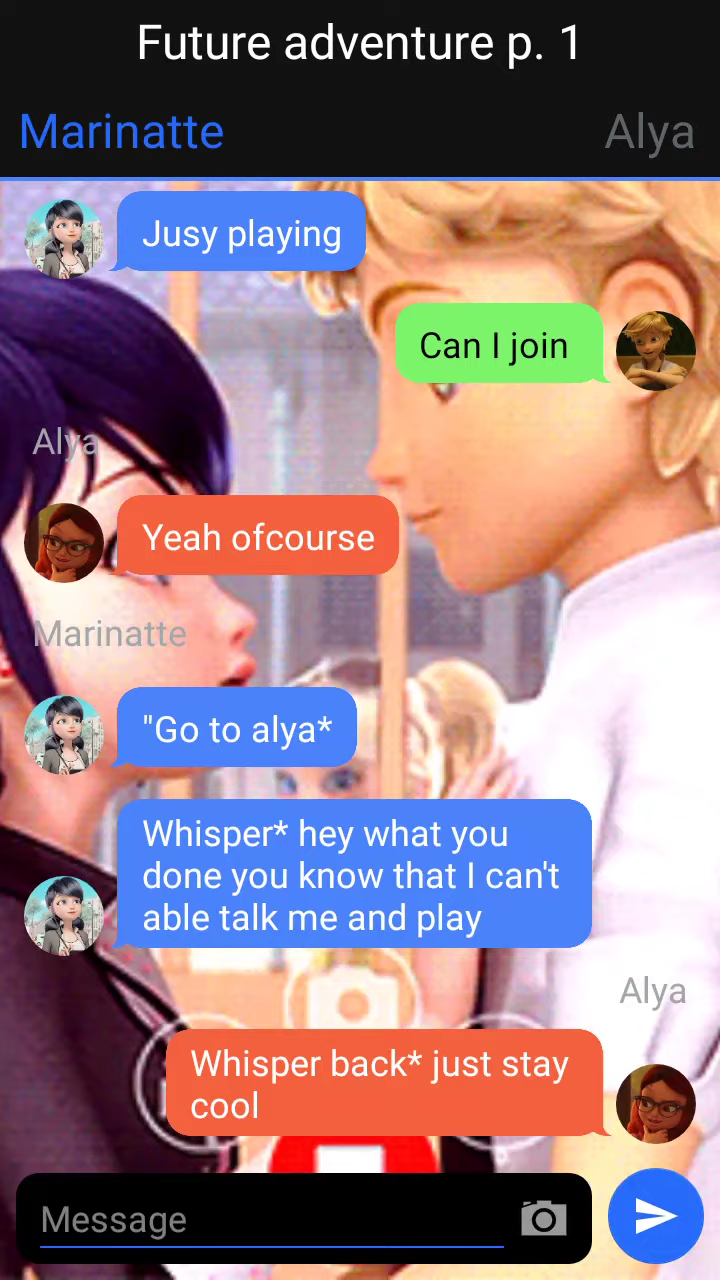 Future adventure p. 1
Marinatte
Alya
Jusy playing
Can I join
Alya
Yeah ofcourse
Marinatte
"Go to alya*
Whisper* hey what you
done you know that I can't
able talk me and play
Alya
Whisper back* just stay
cool
Message